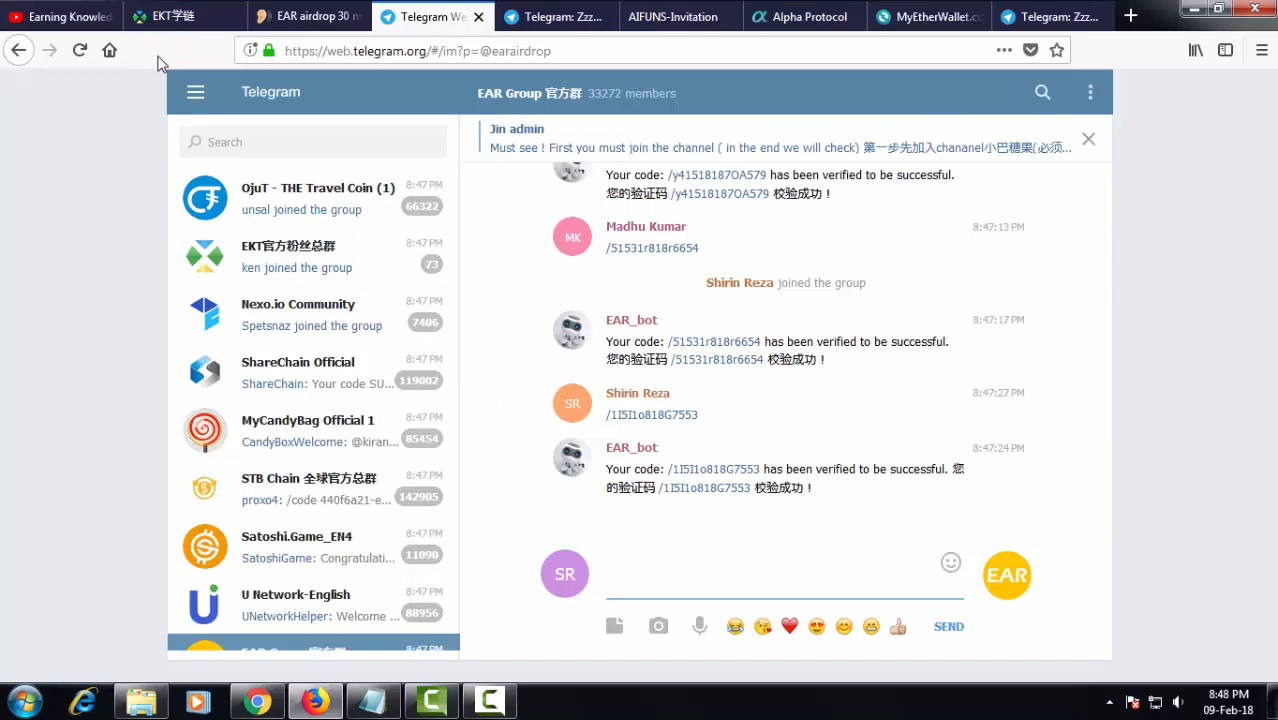 Earning Knowled
EKT学链
EAR airdrop 30 m
Telegram We
Telegram: Zzz...
AIFUNS-Invitation
Alpha Protocol
MyEtherWallet.co
Telegram: Zzz...
https://web.telegram.org/#/im?p=@earairdrop
Telegram
EAR Group 官方群 33272 members
Search
Jin admin
Must see ! First you must join the channel ( in the end we will check) 第一步先加入chananel小巴糖果(必须...
OjuT - THE Travel Coin (1) 8:47 PM
unsal joined the group 66322
EKT官方粉丝总群 8:47 PM
ken joined the group 73
Nexo.io Community 8:47 PM
Spetsnaz joined the group 7406
ShareChain Official 8:47 PM
ShareChain: Your code SU... 119002
MyCandyBag Official 1 8:47 PM
CandyBoxWelcome: @kiran... 85454
STB Chain 全球官方总群 8:47 PM
proxo4: /code 440f6a21-e... 142905
Satoshi.Game_EN4 8:47 PM
SatoshiGame: Congratulati... 11090
U Network-English 8:47 PM
UNetworkHelper: Welcome ... 88956
EAR Group 官方群 8:47 PM
Your code: /y41518187OA579 has been verified to be successful.
您的验证码 /y41518187OA579 校验成功！
MK
Madhu Kumar 8:47:13 PM
/51531r818r6654
Shirin Reza joined the group
EAR_bot 8:47:17 PM
Your code: /51531r818r6654 has been verified to be successful.
您的验证码 /51531r818r6654 校验成功！
SR
Shirin Reza 8:47:27 PM
/1I5I1o818G7553
EAR_bot 8:47:24 PM
Your code: /1I5I1o818G7553 has been verified to be successful. 您
的验证码 /1I5I1o818G7553 校验成功！
SR
EAR
SEND
8:48 PM
09-Feb-18